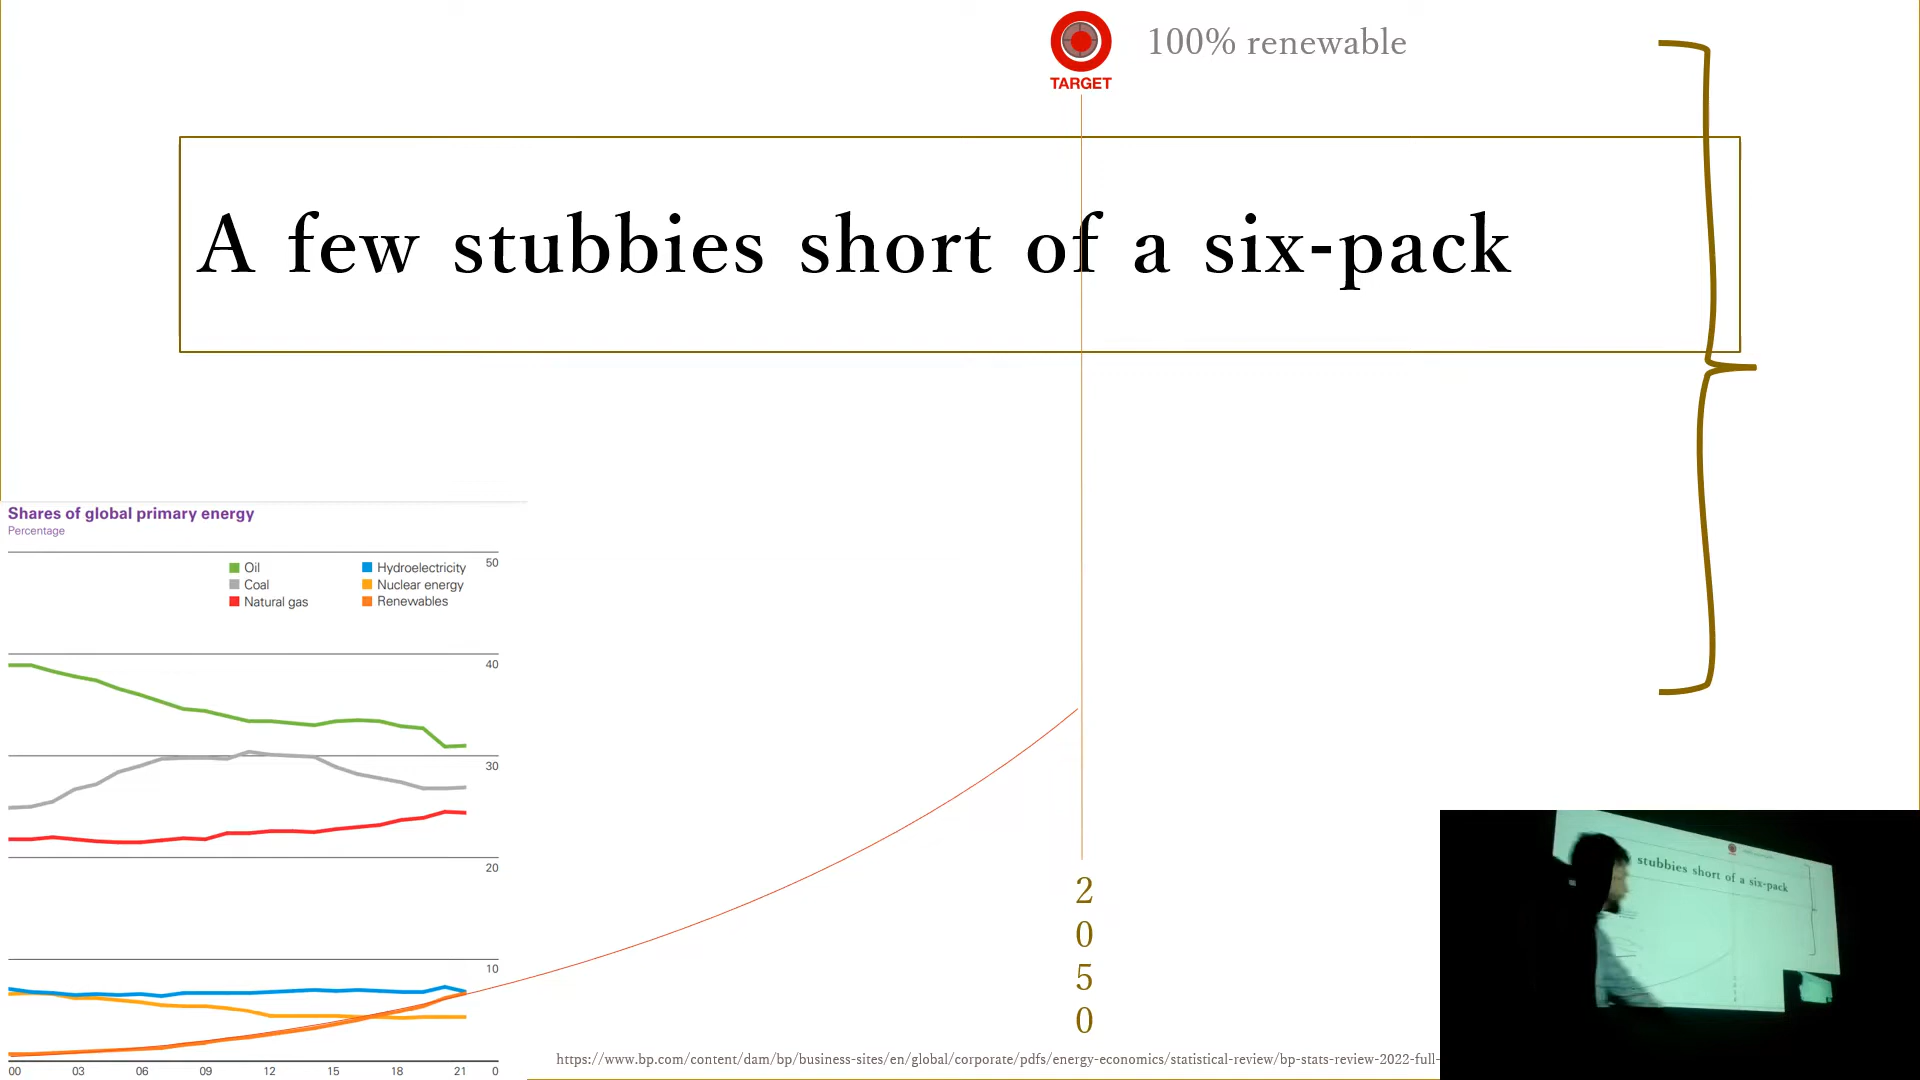 TARGET
100% renewable
A few stubbies short of a six-pack
Shares of global primary energy
Percentage
Oil
Coal
Natural gas
Hydroelectricity
Nuclear energy
Renewables
50
40
30
20
10
0
00 03 06 09 12 15 18 21
2
0
5
0
https://www.bp.com/content/dam/bp/business-sites/en/global/corporate/pdfs/energy-economics/statistical-review/bp-stats-review-2022-full-
stubbies short of a six-pack